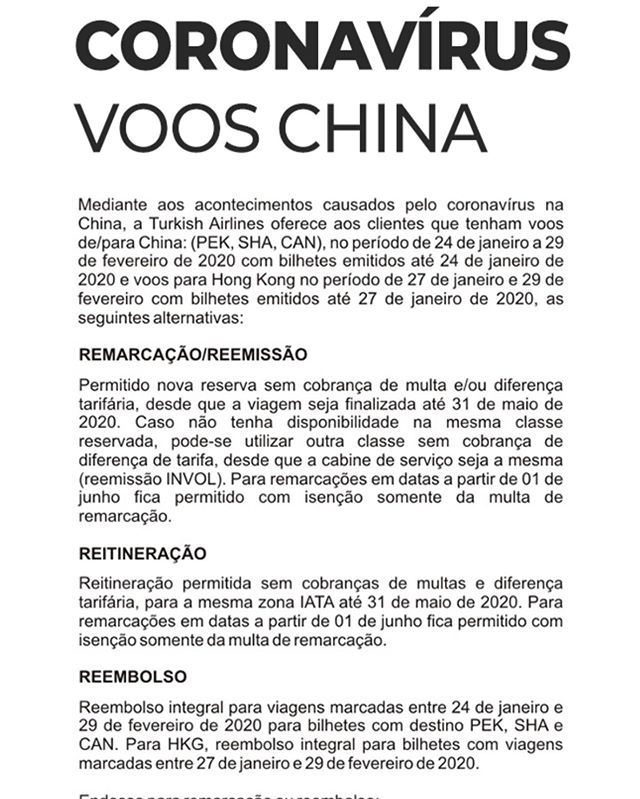 CORONAVÍRUS
VOOS CHINA
Mediante aos acontecimentos causados pelo coronavírus na
China, a Turkish Airlines oferece aos clientes que tenham voos
de/para China: (PEK, SHA, CAN), no período de 24 de janeiro a 29
de fevereiro de 2020 com bilhetes emitidos até 24 de janeiro de
2020 e voos para Hong Kong no período de 27 de janeiro e 29 de
fevereiro com bilhetes emitidos até 27 de janeiro de 2020, as
seguintes alternativas:
REMARCAÇÃO/REEMISSÃO
Permitido nova reserva sem cobrança de multa e/ou diferença
tarifária, desde que a viagem seja finalizada até 31 de maio de
2020. Caso não tenha disponibilidade na mesma classe
reservada, pode-se utilizar outra classe sem cobrança de
diferença de tarifa, desde que a cabine de serviço seja a mesma
(reemissão INVOL). Para remarcações em datas a partir de 01 de
junho fica permitido com isenção somente da multa de
remarcação.
REITINERAÇÃO
Reitineração permitida sem cobranças de multas e diferença
tarifária, para a mesma zona IATA até 31 de maio de 2020. Para
remarcações em datas a partir de 01 de junho fica permitido com
isenção somente da multa de remarcação.
REEMBOLSO
Reembolso integral para viagens marcadas entre 24 de janeiro e
29 de fevereiro de 2020 para bilhetes com destino PEK, SHA e
CAN. Para HKG, reembolso integral para bilhetes com viagens
marcadas entre 27 de janeiro e 29 de fevereiro de 2020.
para remarcação ou reembolso: